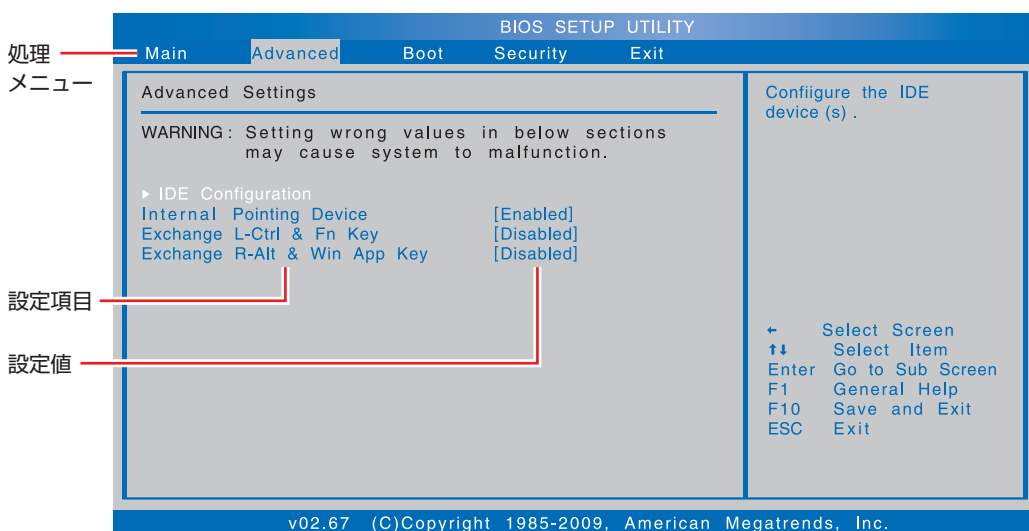 BIOS SETUP UTILITY
処理
メニュー
Main Advanced Boot Security Exit
Advanced Settings
WARNING : Setting wrong values in below sections
may cause system to malfunction.
▶ IDE Configuration
Internal Pointing Device [Enabled]
Exchange L-Ctrl & Fn Key [Disabled]
Exchange R-Alt & Win App Key [Disabled]
設定項目
設定値
Confiigure the IDE
device (s) .
← Select Screen
↑↓ Select Item
Enter Go to Sub Screen
F1 General Help
F10 Save and Exit
ESC Exit
v02.67 (C)Copyright 1985-2009, American Megatrends, Inc.